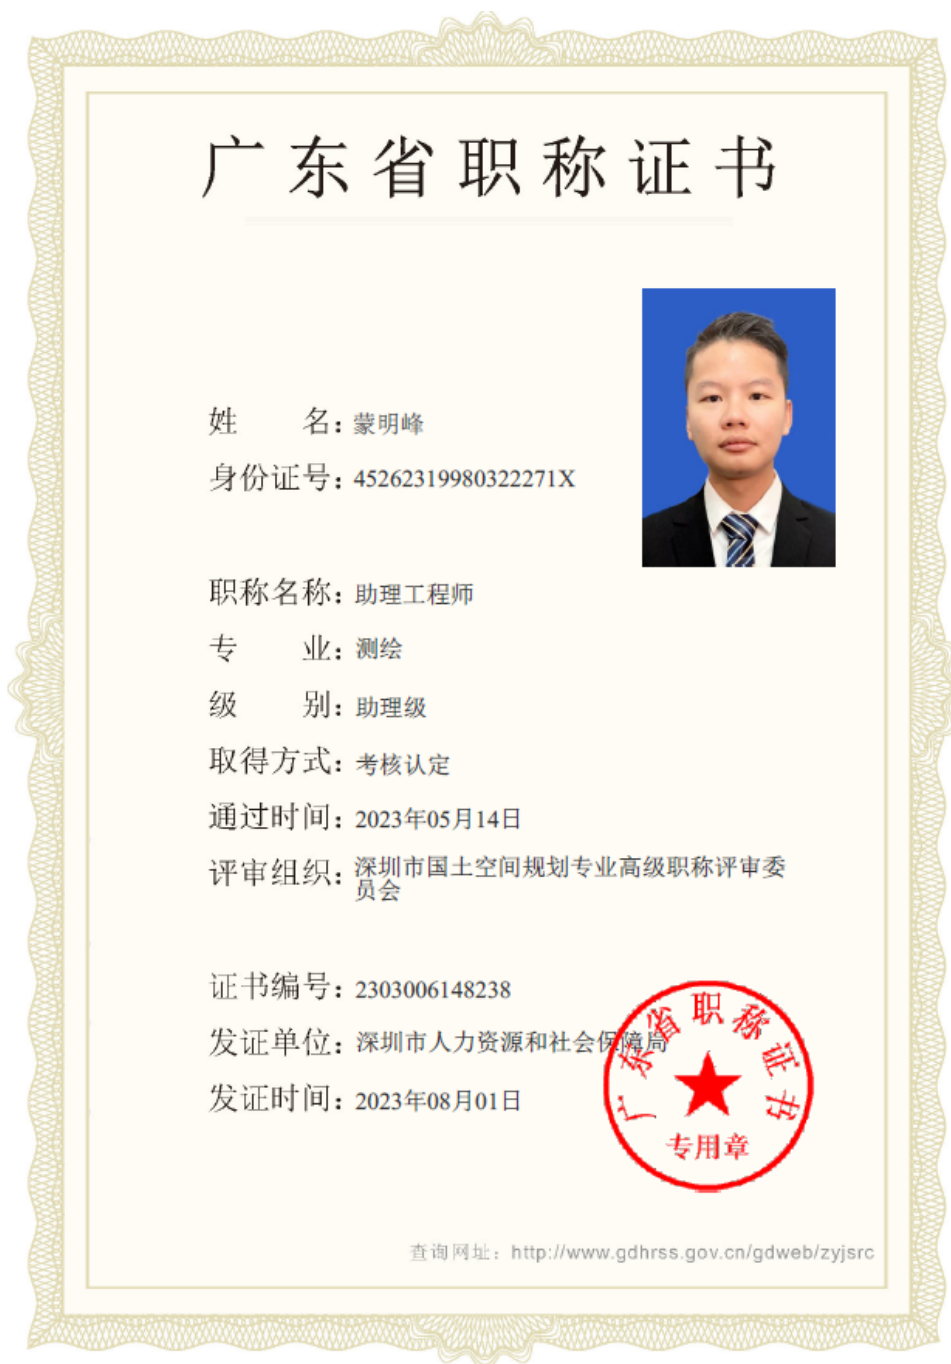 广东省职称证书
姓 名：蒙明峰
身份证号：45262319980322271X
职称名称：助理工程师
专 业：测绘
级 别：助理级
取得方式：考核认定
通过时间：2023年05月14日
评审组织：深圳市国土空间规划专业高级职称评审委
员会
证书编号：2303006148238
发证单位：深圳市人力资源和社会保障局
发证时间：2023年08月01日
广东省职称证书
专用章
查询网址：http://www.gdhrss.gov.cn/gdweb/zyjsrc